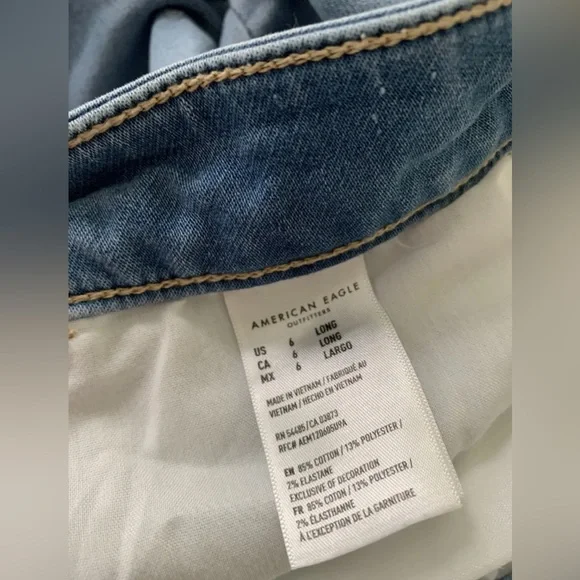 AMERICAN EAGLE
OUTFITTERS
US 6 LONG
CA 6 LONG
MX 6 LARGO
MADE IN VIETNAM / FABRIQUÉ AU
VIETNAM / HECHO EN VIETNAM
RN 54485/CA 03873
RFC# AEM120605U9A
EN 85% COTTON / 13% POLYESTER /
2% ELASTANE
EXCLUSIVE OF DECORATION
FR 85% COTON / 13% POLYESTER /
2% ÉLASTHANNE
À L'EXCEPTION DE LA GARNITURE